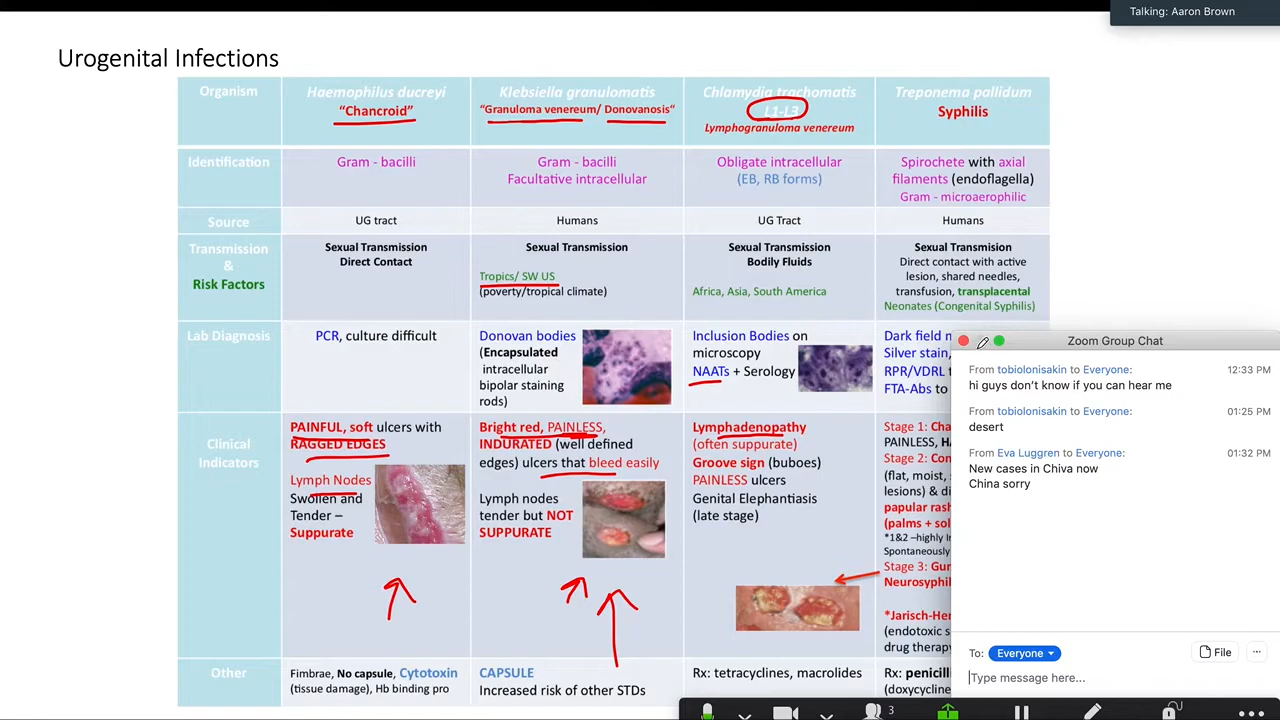 Talking: Aaron Brown
Urogenital Infections
Organism
Haemophilus ducreyi
“Chancroid”
Klebsiella granulomatis
“Granuloma venereum/ Donovanosis“
Chlamydia trachomatis
L1-L3
Lymphogranuloma venereum
Treponema pallidum
Syphilis
Identification
Gram - bacilli
Gram - bacilli
Facultative intracellular
Obligate intracellular
(EB, RB forms)
Spirochete with axial
filaments (endoflagella)
Gram - microaerophilic
Source
UG tract
Humans
UG Tract
Humans
Transmission
&
Risk Factors
Sexual Transmission
Direct Contact
Sexual Transmission
Tropics/ SW US
(poverty/tropical climate)
Sexual Transmission
Bodily Fluids
Africa, Asia, South America
Sexual Transmision
Direct contact with active
lesion, shared needles,
transfusion, transplacental
Neonates (Congenital Syphilis)
Lab Diagnosis
PCR, culture difficult
Donovan bodies
(Encapsulated
intracellular
bipolar staining
rods)
Inclusion Bodies on
microscopy
NAATs + Serology
Dark field
Silver stain,
RPR/VDRL
FTA-Abs to
Clinical
Indicators
PAINFUL, soft ulcers with
RAGGED EDGES
Lymph Nodes
Swollen and
Tender –
Suppurate
Bright red, PAINLESS,
INDURATED (well defined
edges) ulcers that bleed easily
Lymph nodes
tender but NOT
SUPPURATE
Lymphadenopathy
(often suppurate)
Groove sign (buboes)
PAINLESS ulcers
Genital Elephantiasis
(late stage)
Stage 1:
PAINLESS,
Stage 2:
(flat, moist,
lesions) & di
papular
(palms +
*1&2 –highly
Spontaneously
Stage 3:
*Jarisch-
(endotoxic
drug therapy
Other
Fimbrae, No capsule, Cytotoxin
(tissue damage), Hb binding pro
CAPSULE
Increased risk of other STDs
Rx: tetracyclines, macrolides
Rx:
Zoom Group Chat
From tobiolonisakin to Everyone: 12:33 PM
hi guys don’t know if you can hear me
From tobiolonisakin to Everyone: 01:25 PM
desert
From Eva Luggren to Everyone: 01:32 PM
New cases in Chiva now
China sorry
To: Everyone
File
Type message here...
3